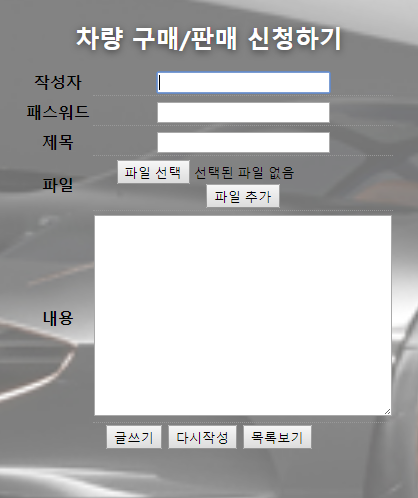 차량 구매/판매 신청하기
작성자
패스워드
제목
파일
파일 선택 선택된 파일 없음
파일 추가
내용
글쓰기 다시작성 목록보기